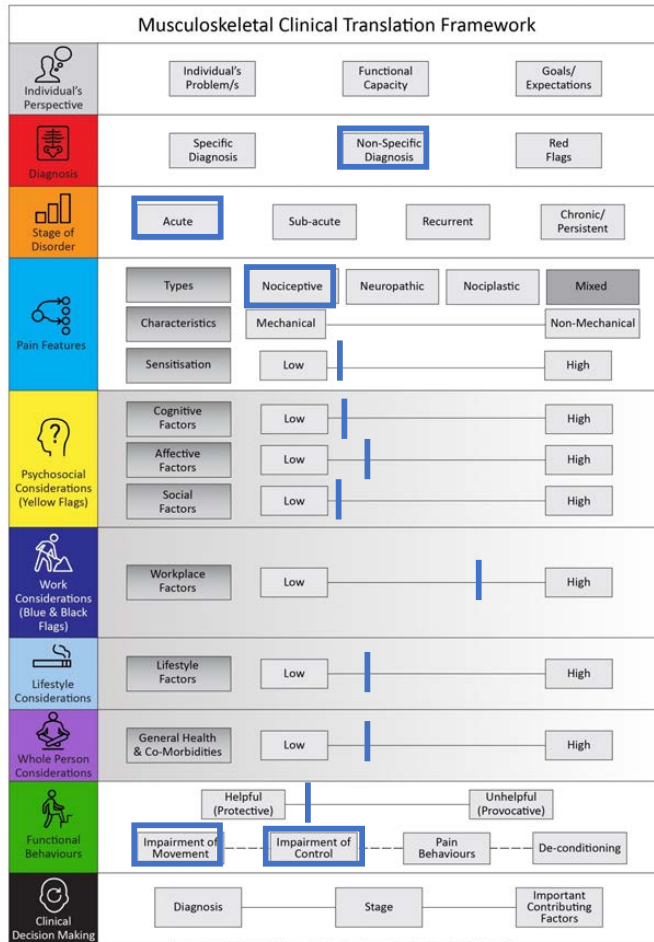 Musculoskeletal Clinical Translation Framework
Individual's
Perspective
Individual's
Problem/s
Functional
Capacity
Goals/
Expectations
Diagnosis
Specific
Diagnosis
Non-Specific
Diagnosis
Red
Flags
Stage of
Disorder
Acute
Sub-acute
Recurrent
Chronic/
Persistent
Pain Features
Types
Nociceptive
Neuropathic
Nociplastic
Mixed
Characteristics
Mechanical
Non-Mechanical
Sensitisation
Low
High
Psychosocial
Considerations
(Yellow Flags)
Cognitive
Factors
Low
High
Affective
Factors
Low
High
Social
Factors
Low
High
Work
Considerations
(Blue & Black
Flags)
Workplace
Factors
Low
High
Lifestyle
Considerations
Lifestyle
Factors
Low
High
Whole Person
Considerations
General Health
& Co-Morbidities
Low
High
Functional
Behaviours
Helpful
(Protective)
Unhelpful
(Provocative)
Impairment of
Movement
Impairment of
Control
Pain
Behaviours
De-conditioning
Clinical
Decision Making
Diagnosis
Stage
Important
Contributing
Factors